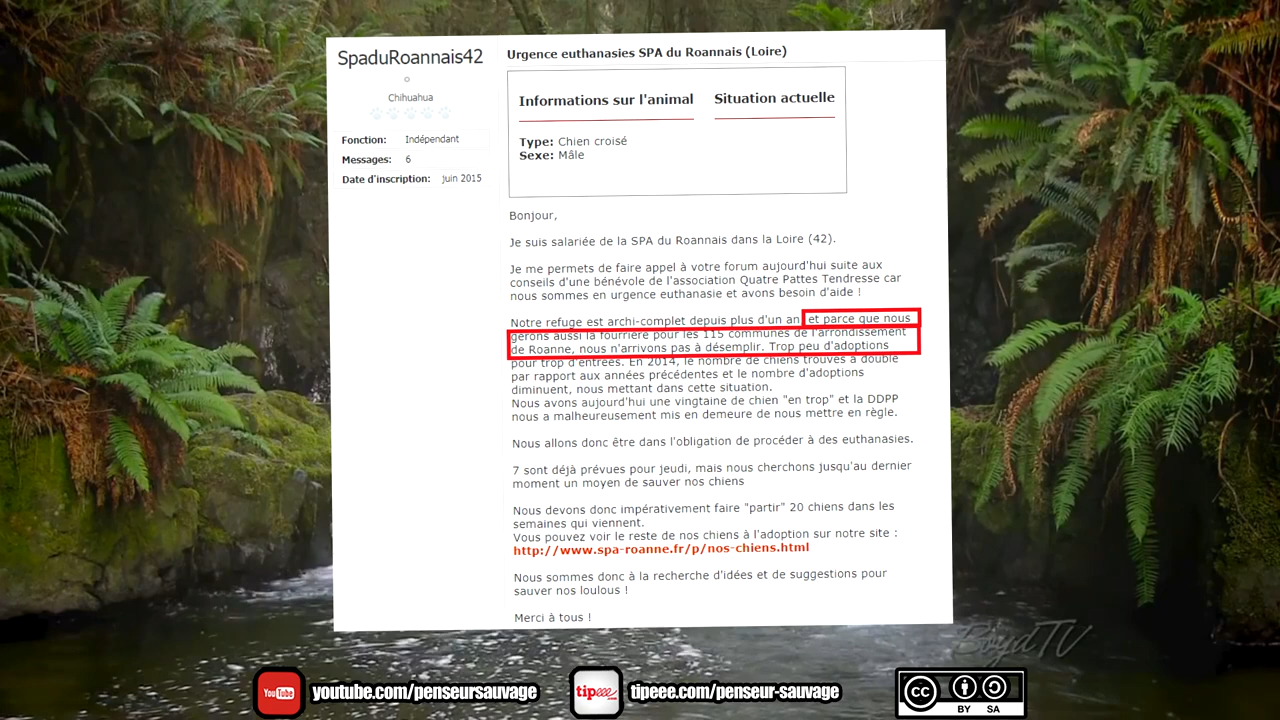 SpaduRoannais42
Chihuahua
Fonction: Indépendant
Messages: 6
Date d'inscription: juin 2015
Urgence euthanasies SPA du Roannais (Loire)
Informations sur l'animal Situation actuelle
Type: Chien croisé
Sexe: Mâle
Bonjour,
Je suis salariée de la SPA du Roannais dans la Loire (42).
Je me permets de faire appel à votre forum aujourd'hui suite aux
conseils d'une bénévole de l'association Quatre Pattes Tendresse car
nous sommes en urgence euthanasie et avons besoin d'aide !
Notre refuge est archi-complet depuis plus d'un an et parce que nous
gérons aussi la fourrière pour les 115 communes de l'arrondissement
de Roanne, nous n'arrivons pas à désemplir. Trop peu d'adoptions
pour trop d'entrées. En 2014, le nombre de chiens trouvés a doublé
par rapport aux années précédentes et le nombre d'adoptions
diminuent, nous mettant dans cette situation.
Nous avons aujourd'hui une vingtaine de chien "en trop" et la DDPP
nous a malheureusement mis en demeure de nous mettre en règle.
Nous allons donc être dans l'obligation de procéder à des euthanasies.
7 sont déjà prévues pour jeudi, mais nous cherchons jusqu'au dernier
moment un moyen de sauver nos chiens
Nous devons donc impérativement faire "partir" 20 chiens dans les
semaines qui viennent.
Vous pouvez voir le reste de nos chiens à l'adoption sur notre site :
http://www.spa-roanne.fr/p/nos-chiens.html
Nous sommes donc à la recherche d'idées et de suggestions pour
sauver nos loulous !
Merci à tous !
BoydTV
YouTube youtube.com/penseursauvage
tipeee tipeee.com/penseur-sauvage
cc BY SA